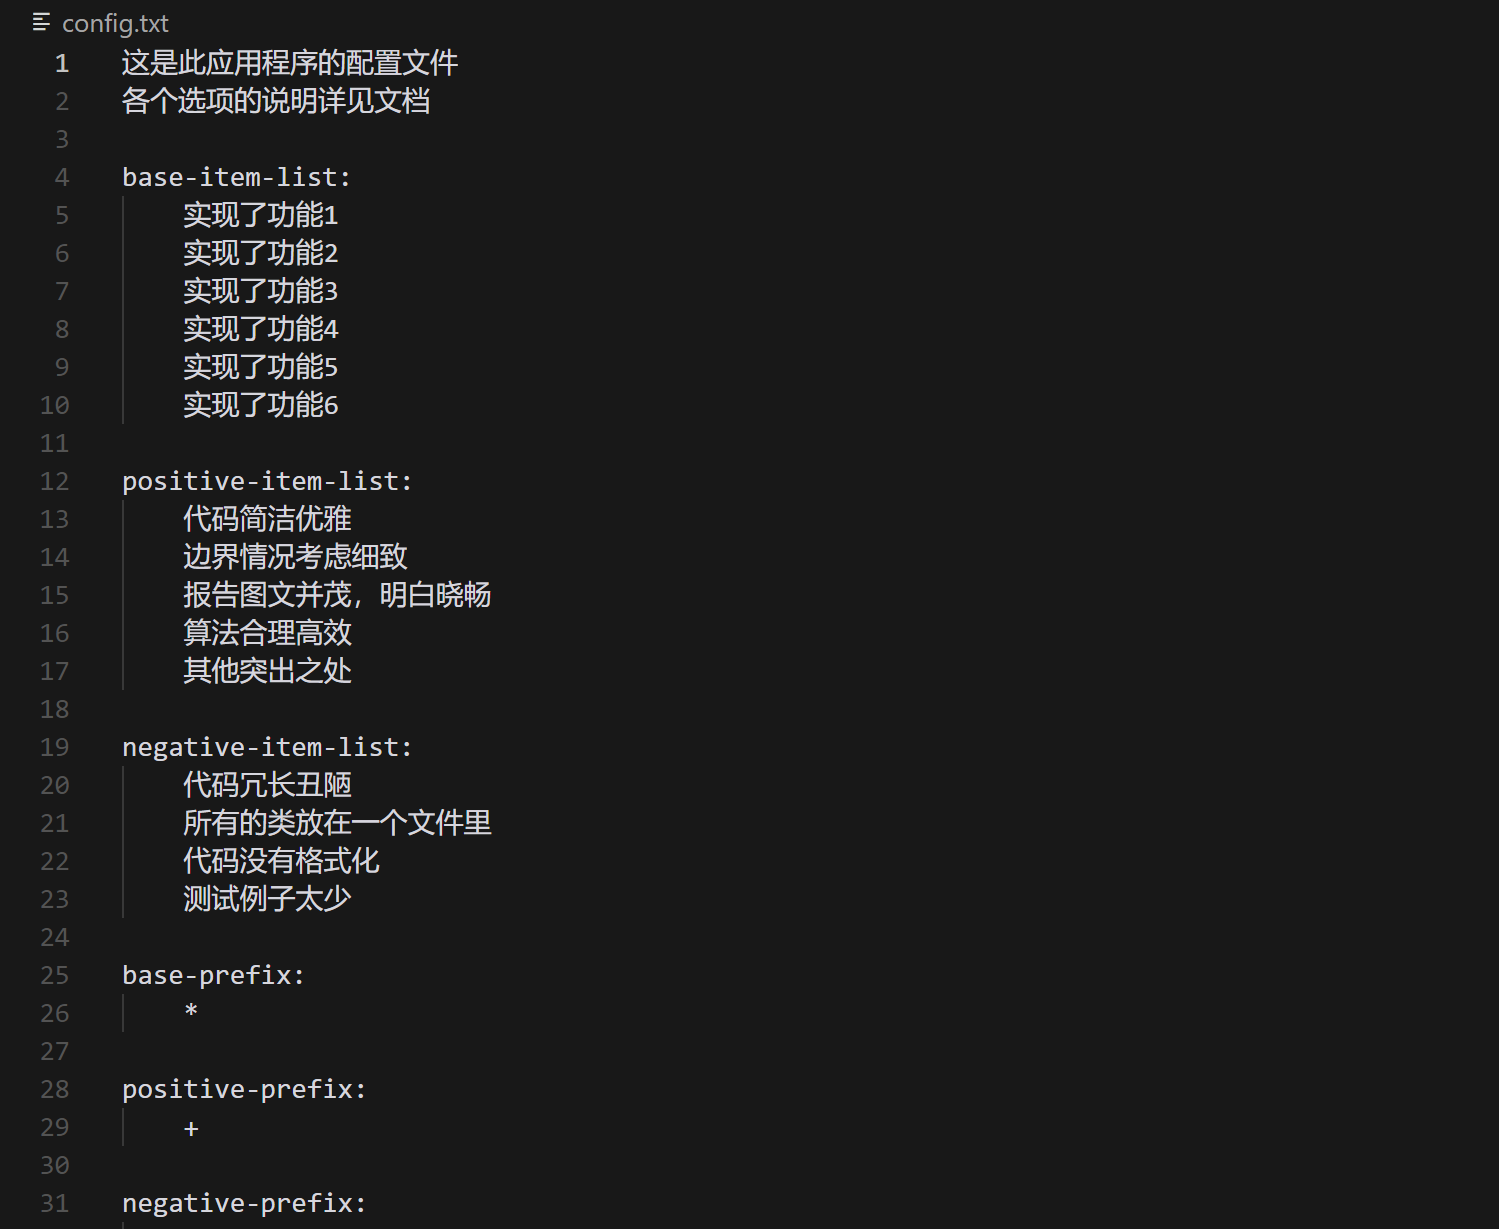 config.txt
1 这是此应用程序的配置文件
2 各个选项的说明详见文档
3
4 base-item-list:
5 实现了功能1
6 实现了功能2
7 实现了功能3
8 实现了功能4
9 实现了功能5
10 实现了功能6
11
12 positive-item-list:
13 代码简洁优雅
14 边界情况考虑细致
15 报告图文并茂，明白晓畅
16 算法合理高效
17 其他突出之处
18
19 negative-item-list:
20 代码冗长丑陋
21 所有的类放在一个文件里
22 代码没有格式化
23 测试例子太少
24
25 base-prefix:
26 *
27
28 positive-prefix:
29 +
30
31 negative-prefix: